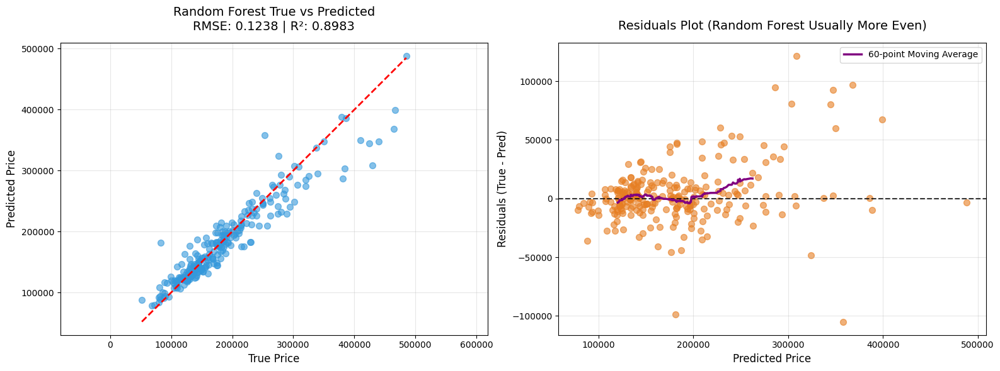 Random Forest True vs Predicted
RMSE: 0.1238 | R²: 0.8983
500000
400000
300000
200000
100000
Predicted Price
0
100000
200000
300000
400000
500000
600000
True Price
Residuals Plot (Random Forest Usually More Even)
60-point Moving Average
100000
50000
0
−50000
−100000
Residuals (True - Pred)
100000
200000
300000
400000
500000
Predicted Price